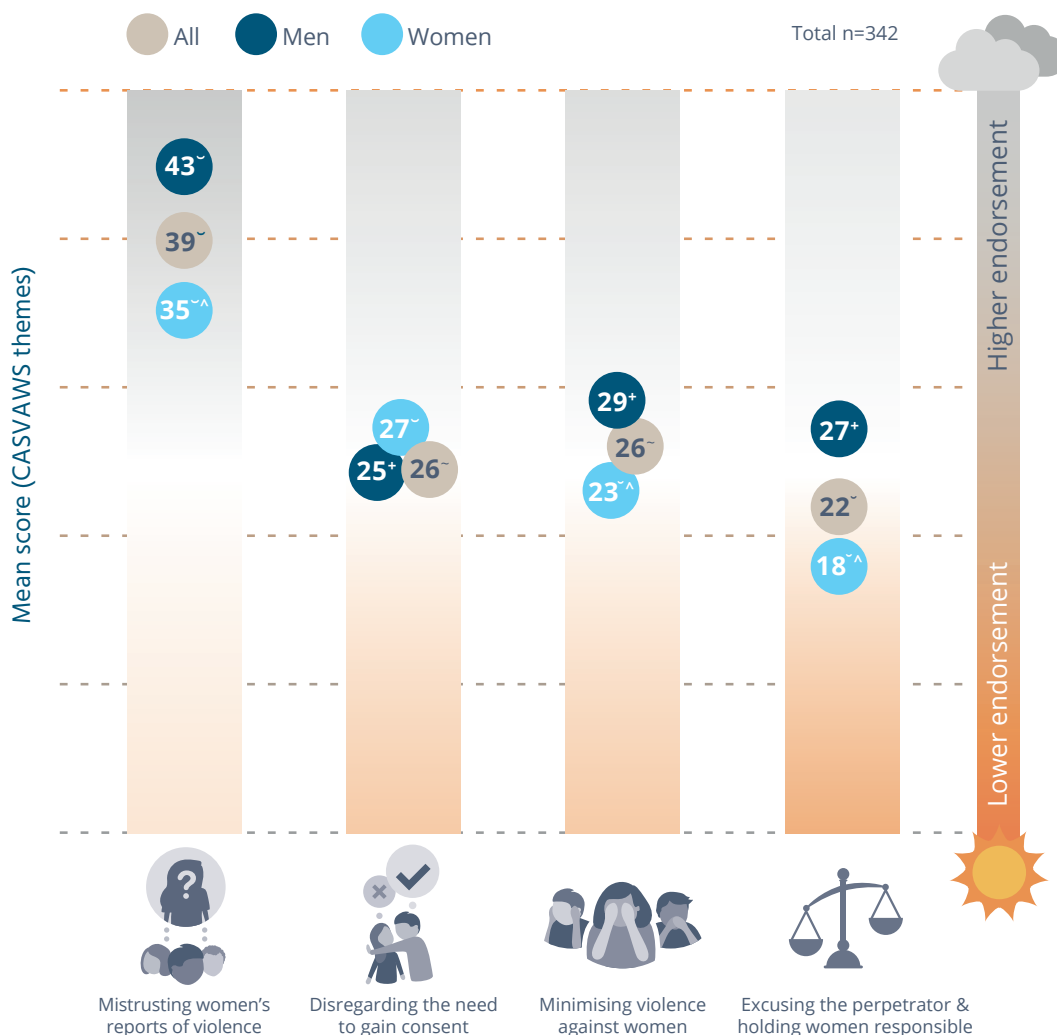 All Men Women Total n=342
Mean score (CASVAWS themes)
Higher endorsement
Lower endorsement
43˘
39˘
35˘^
27˘
25⁺
26~
29⁺
26~
23˘^
27⁺
22˘
18˘^
?
Mistrusting women's
reports of violence
Disregarding the need
to gain consent
Minimising violence
against women
Excusing the perpetrator &
holding women responsible